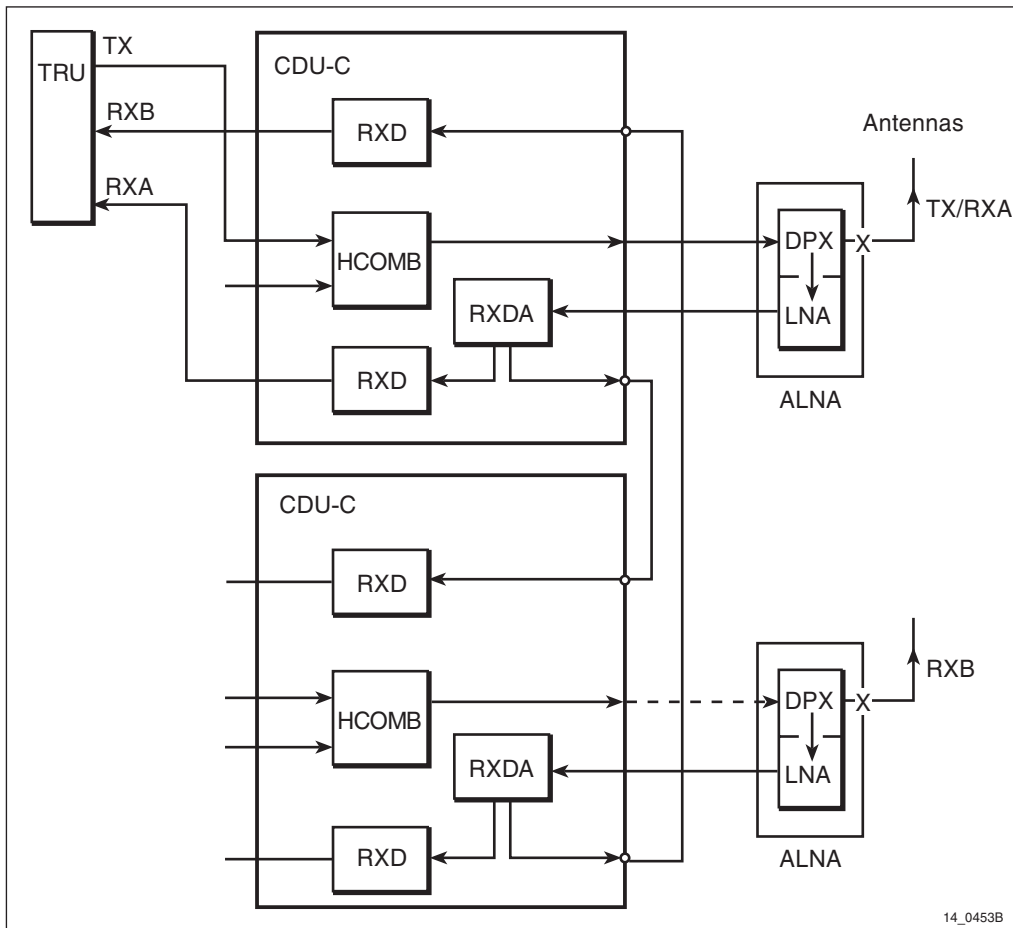 TRU
TX
RXB
RXA
CDU-C
RXD
HCOMB
RXDA
RXD
Antennas
TX/RXA
DPX
X
LNA
ALNA
CDU-C
RXD
HCOMB
RXDA
RXD
RXB
DPX
X
LNA
ALNA
14_0453B